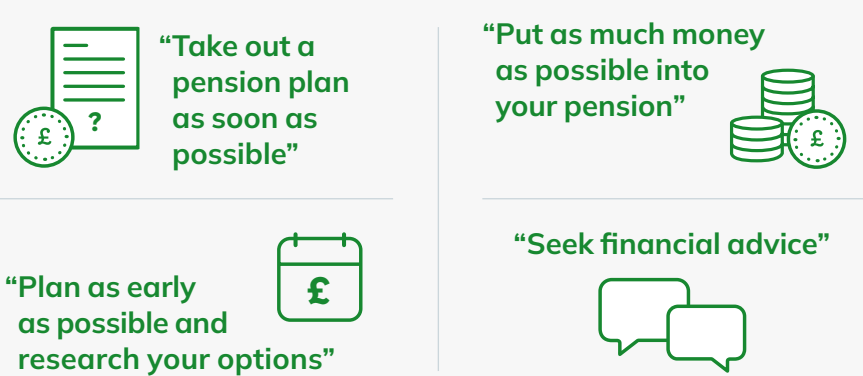 “Take out a
pension plan
as soon as
possible”
?
£
“Put as much money
as possible into
your pension”
£
“Plan as early
as possible and
research your options”
£
“Seek financial advice”